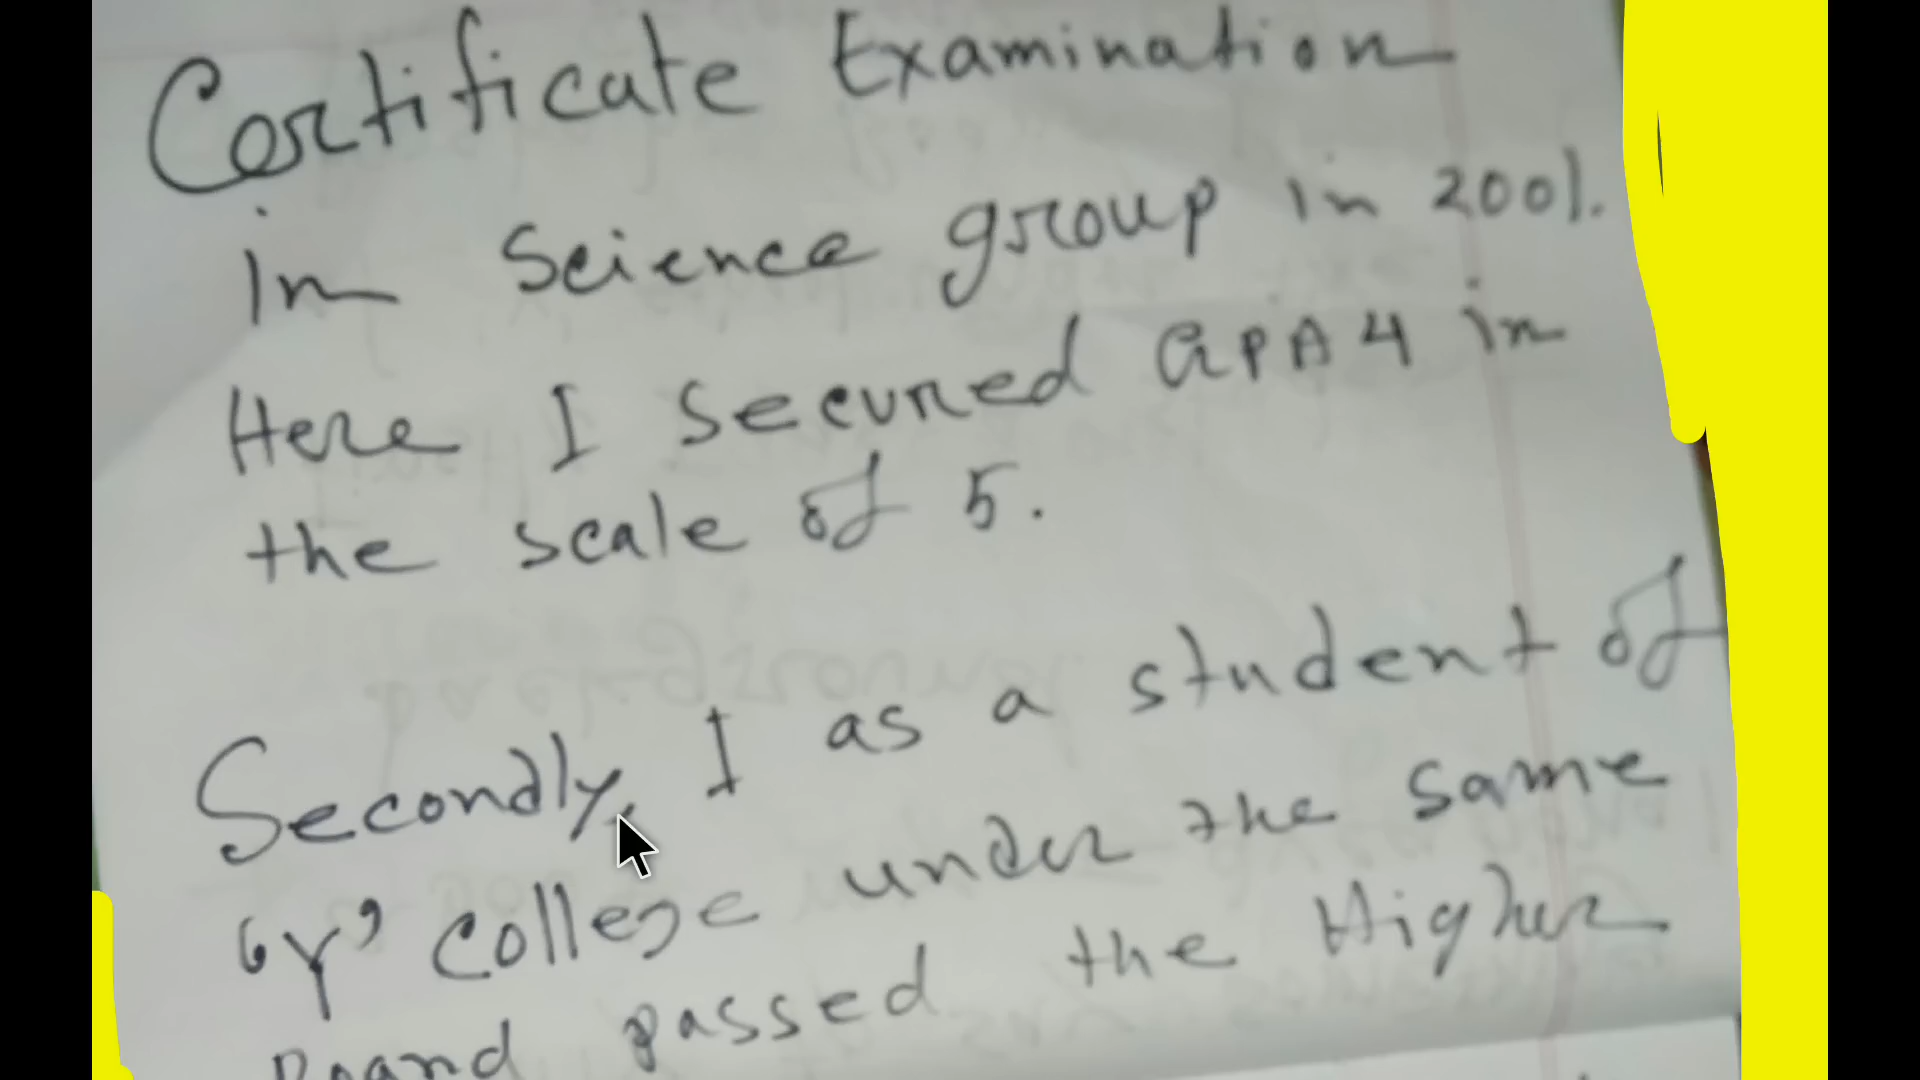 Certificate Examination
in Science group in 2001.
Here I secured GPA 4 in
the scale of 5.
Secondly, I as a student of
'Y' College under the same
Board passed the Higher